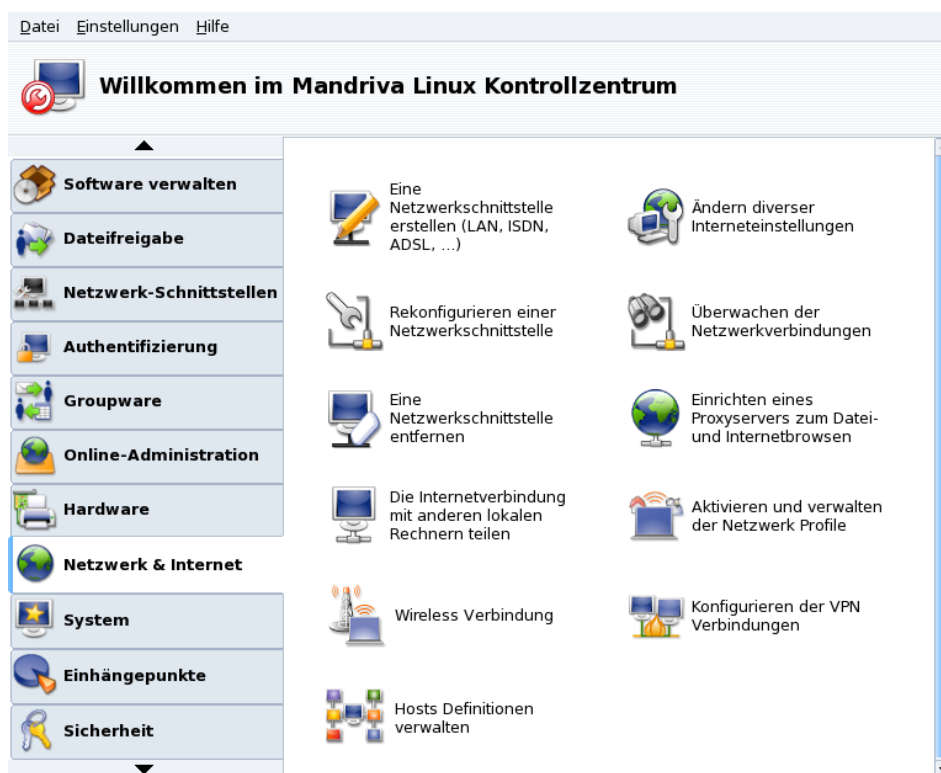 Datei Einstellungen Hilfe
Willkommen im Mandriva Linux Kontrollzentrum
Software verwalten
Dateifreigabe
Netzwerk-Schnittstellen
Authentifizierung
Groupware
Online-Administration
Hardware
Netzwerk & Internet
System
Einhängepunkte
Sicherheit
Eine
Netzwerkschnittstelle
erstellen (LAN, ISDN,
ADSL, ...)
Ändern diverser
Interneteinstellungen
Rekonfigurieren einer
Netzwerkschnittstelle
Überwachen der
Netzwerkverbindungen
Eine
Netzwerkschnittstelle
entfernen
Einrichten eines
Proxyservers zum Datei-
und Internetbrowsen
Die Internetverbindung
mit anderen lokalen
Rechnern teilen
Aktivieren und verwalten
der Netzwerk Profile
Wireless Verbindung
Konfigurieren der VPN
Verbindungen
Hosts Definitionen
verwalten